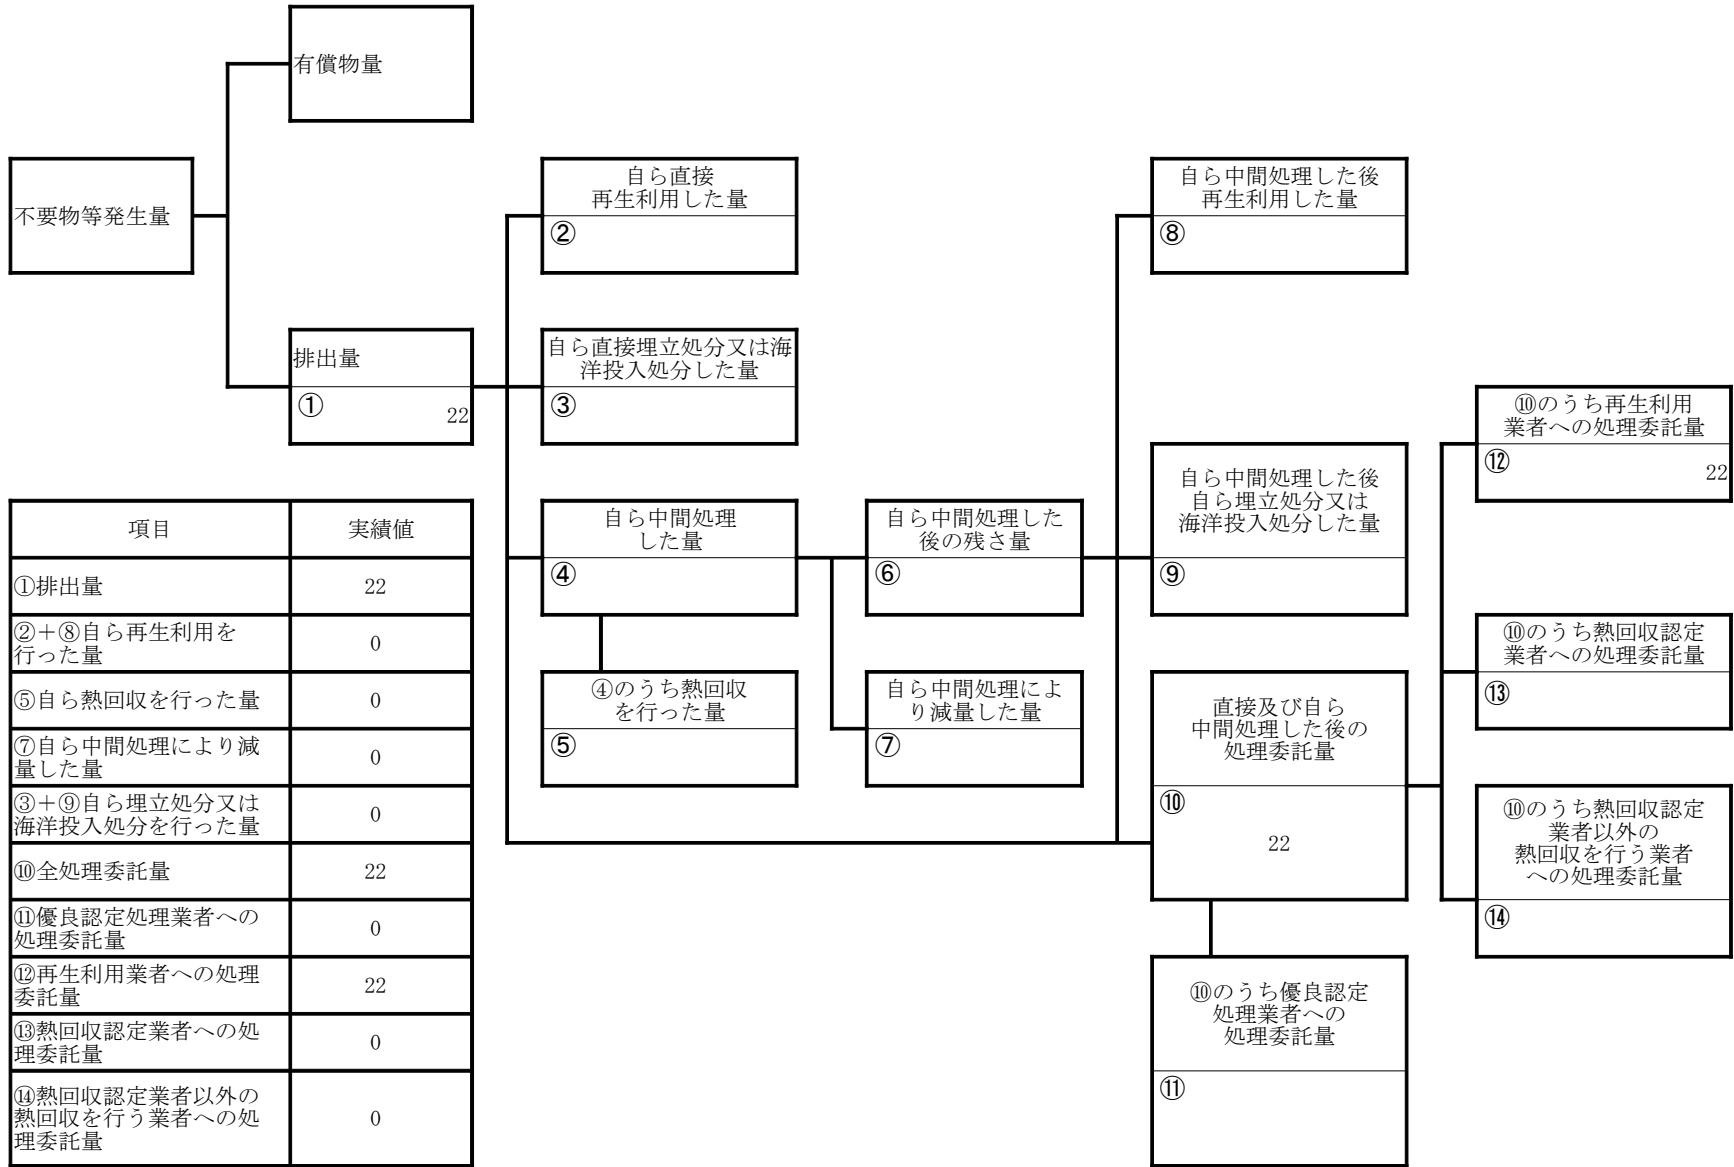 有償物量
不要物等発生量
自ら直接
再生利用した量
②
自ら中間処理した後
再生利用した量
⑧
排出量
①
22
自ら直接埋立処分又は海
洋投入処分した量
③
⑩のうち再生利用
業者への処理委託量
⑫
22
自ら中間処理
した量
④
自ら中間処理した
後の残さ量
⑥
自ら中間処理した後
自ら埋立処分又は
海洋投入処分した量
⑨
⑩のうち熱回収認定
業者への処理委託量
⑬
④のうち熱回収
を行った量
⑤
自ら中間処理によ
り減量した量
⑦
直接及び自ら
中間処理した後の
処理委託量
⑩
22
⑩のうち熱回収認定
業者以外の
熱回収を行う業者
への処理委託量
⑭
⑩のうち優良認定
処理業者への
処理委託量
⑪
項目 実績値
①排出量 22
②+⑧自ら再生利用を
行った量 0
⑤自ら熱回収を行った量 0
⑦自ら中間処理により減
量した量 0
③+⑨自ら埋立処分又は
海洋投入処分を行った量 0
⑩全処理委託量 22
⑪優良認定処理業者への
処理委託量 0
⑫再生利用業者への処理
委託量 22
⑬熱回収認定業者への処
理委託量 0
⑭熱回収認定業者以外の
熱回収を行う業者への処
理委託量 0